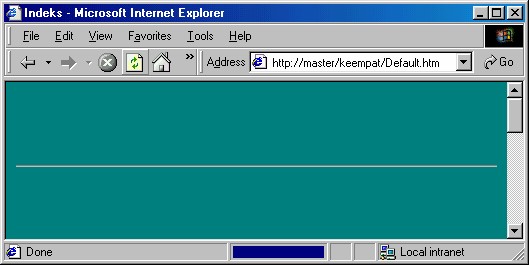 Indeks - Microsoft Internet Explorer
File Edit View Favorites Tools Help
» Address http://master/keempat/Default.htm Go
Done Local intranet